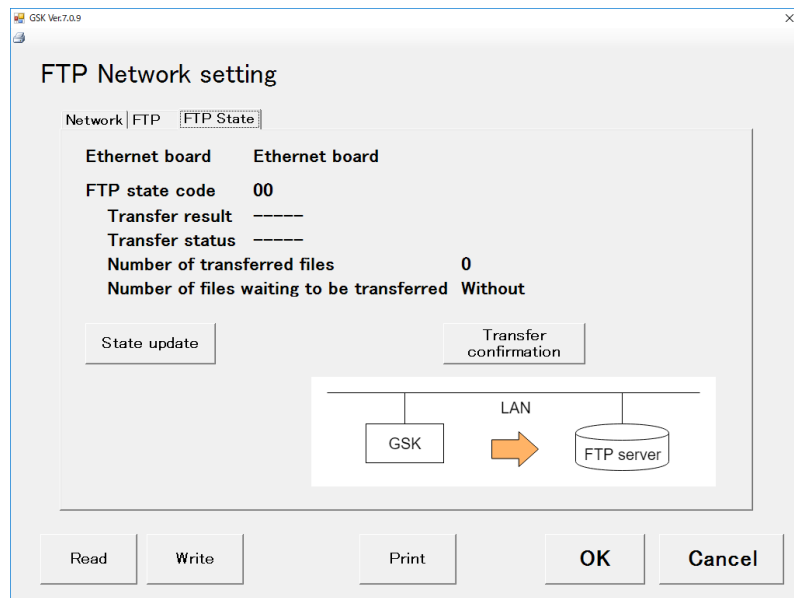 GSK Ver.7.0.9
FTP Network setting
Network FTP FTP State
Ethernet board Ethernet board
FTP state code 00
Transfer result -----
Transfer status -----
Number of transferred files 0
Number of files waiting to be transferred Without
State update
Transfer
confirmation
LAN
GSK
FTP server
Read Write Print OK Cancel